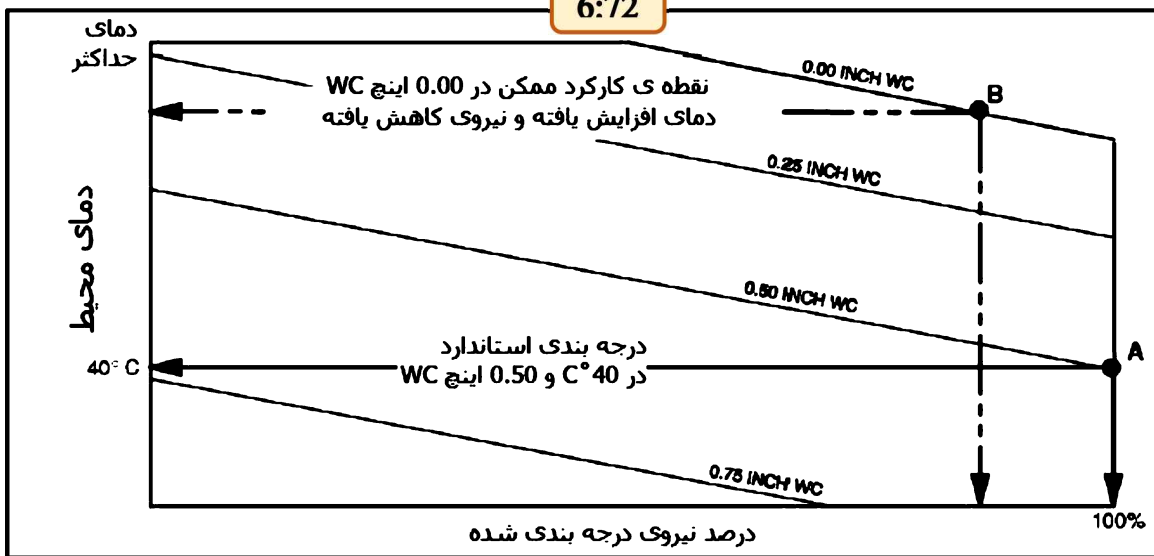 6:72
دمای
حداکثر
0.00 INCH WC
B
نقطه ی کارکرد ممکن در 0.00 اینچ WC
دمای افزایش یافته و نیروی کاهش یافته
0.25 INCH WC
دمای محیط
0.50 INCH WC
درجه بندی استاندارد
در 40°C و 0.50 اینچ WC
A
40° C
0.75 INCH WC
100%
درصد نیروی درجه بندی شده